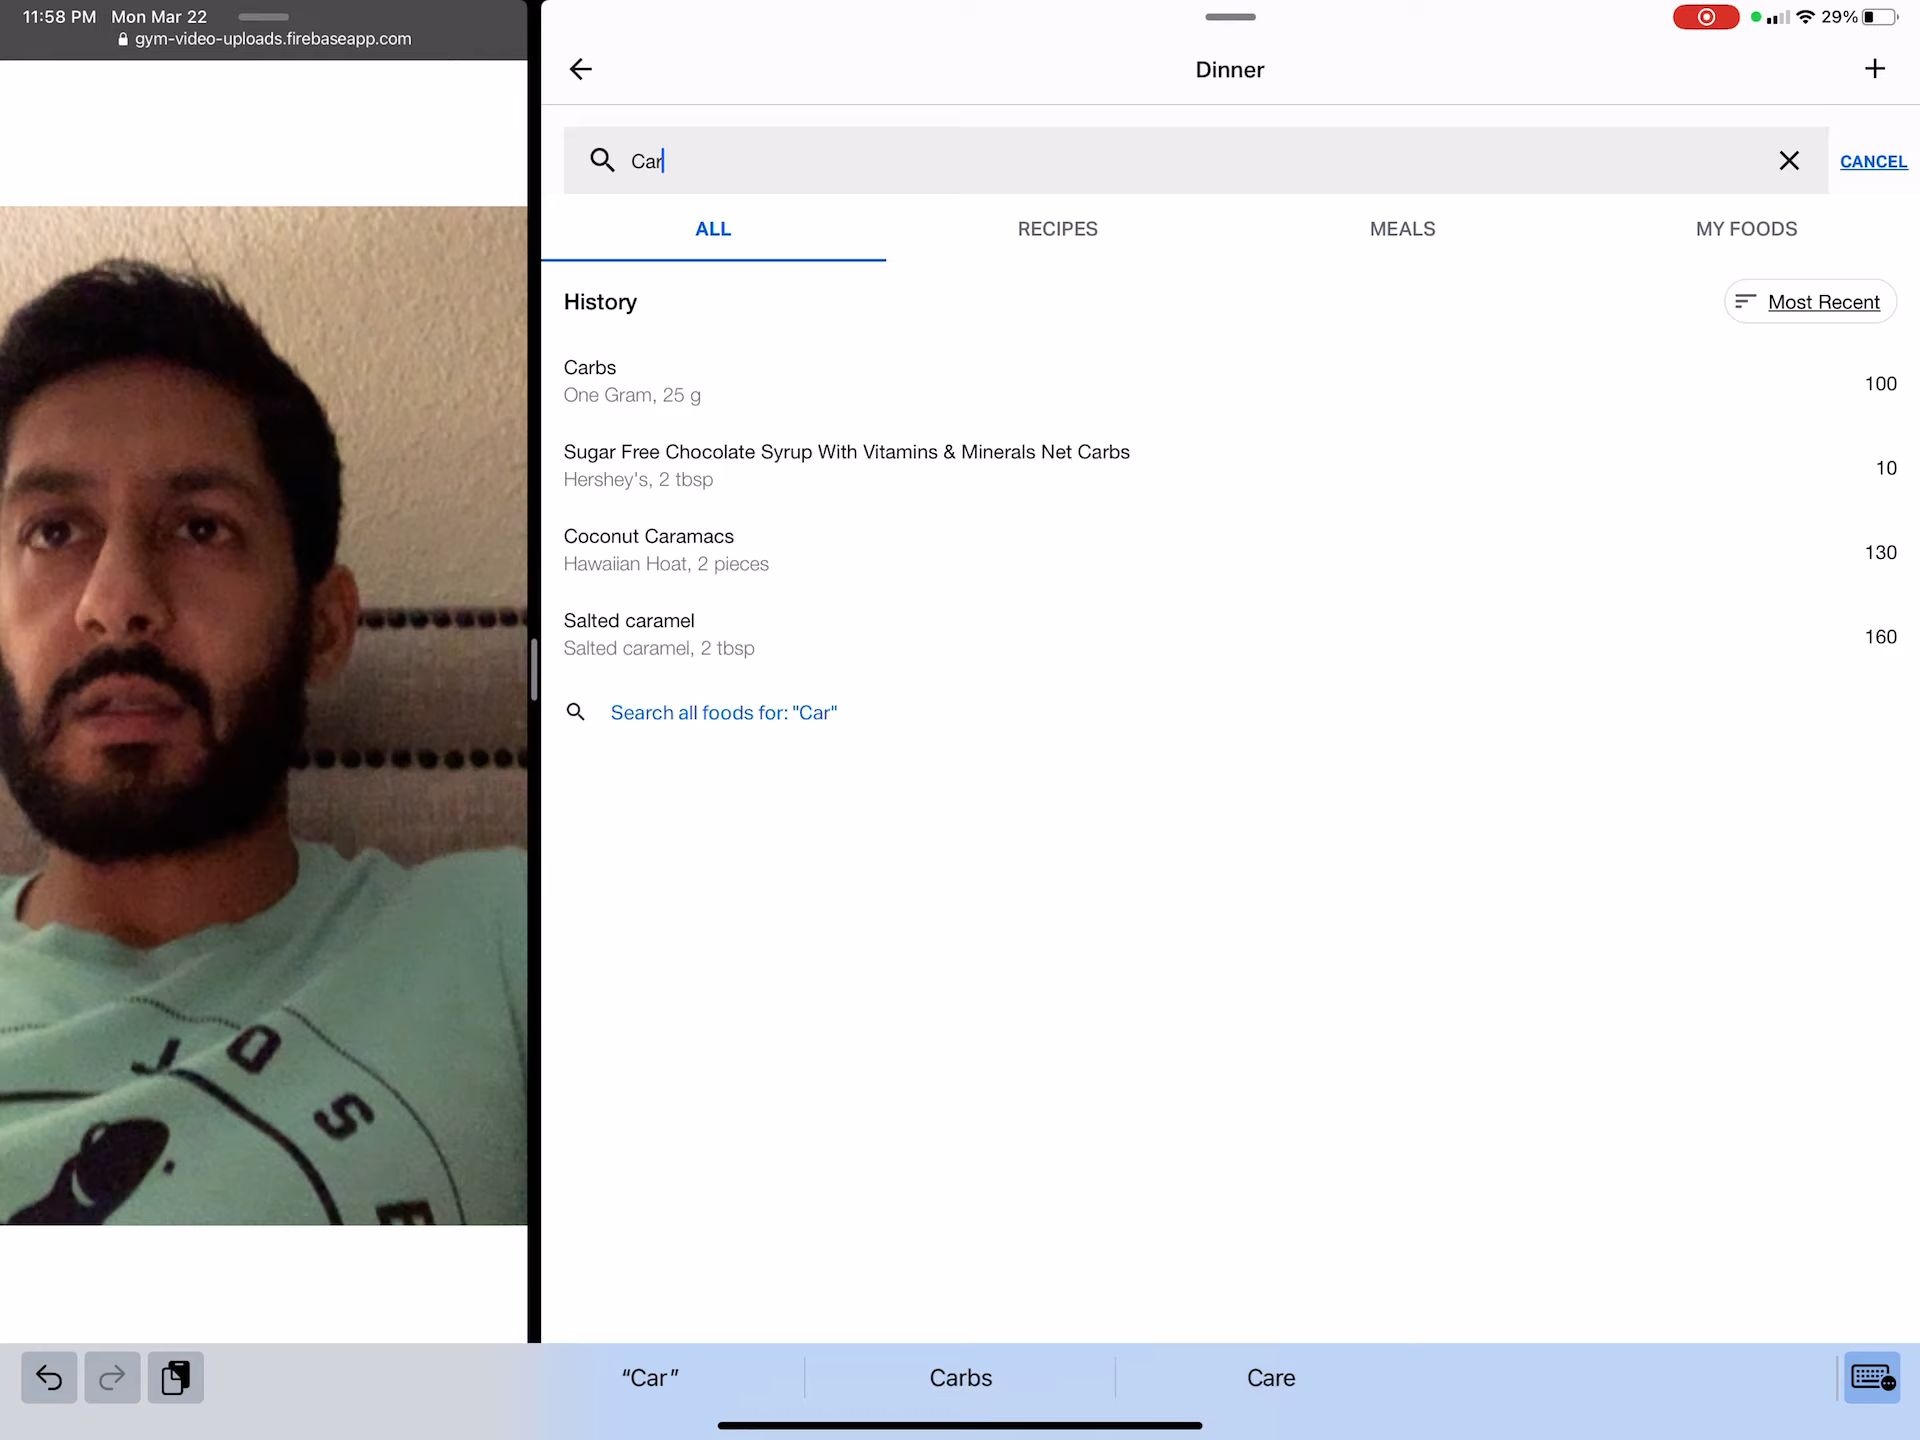 11:58 PM Mon Mar 22
gym-video-uploads.firebaseapp.com
29%
Dinner
Car
CANCEL
ALL
RECIPES
MEALS
MY FOODS
History
Most Recent
Carbs
One Gram, 25 g
100
Sugar Free Chocolate Syrup With Vitamins & Minerals Net Carbs
Hershey's, 2 tbsp
10
Coconut Caramacs
Hawaiian Hoat, 2 pieces
130
Salted caramel
Salted caramel, 2 tbsp
160
Search all foods for: "Car"
J O S E
“Car”
Carbs
Care